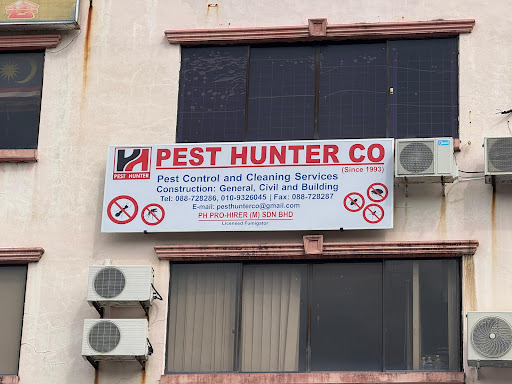 PH
PEST HUNTER
PEST HUNTER CO
(Since 1993)
Pest Control and Cleaning Services
Construction: General, Civil and Building
Tel: 088-728286, 010-9326045 | Fax: 088-728287
E-mail: pesthunterco@gmail.com
PH PRO-HIRER (M) SDN BHD
Licensed Fumigator